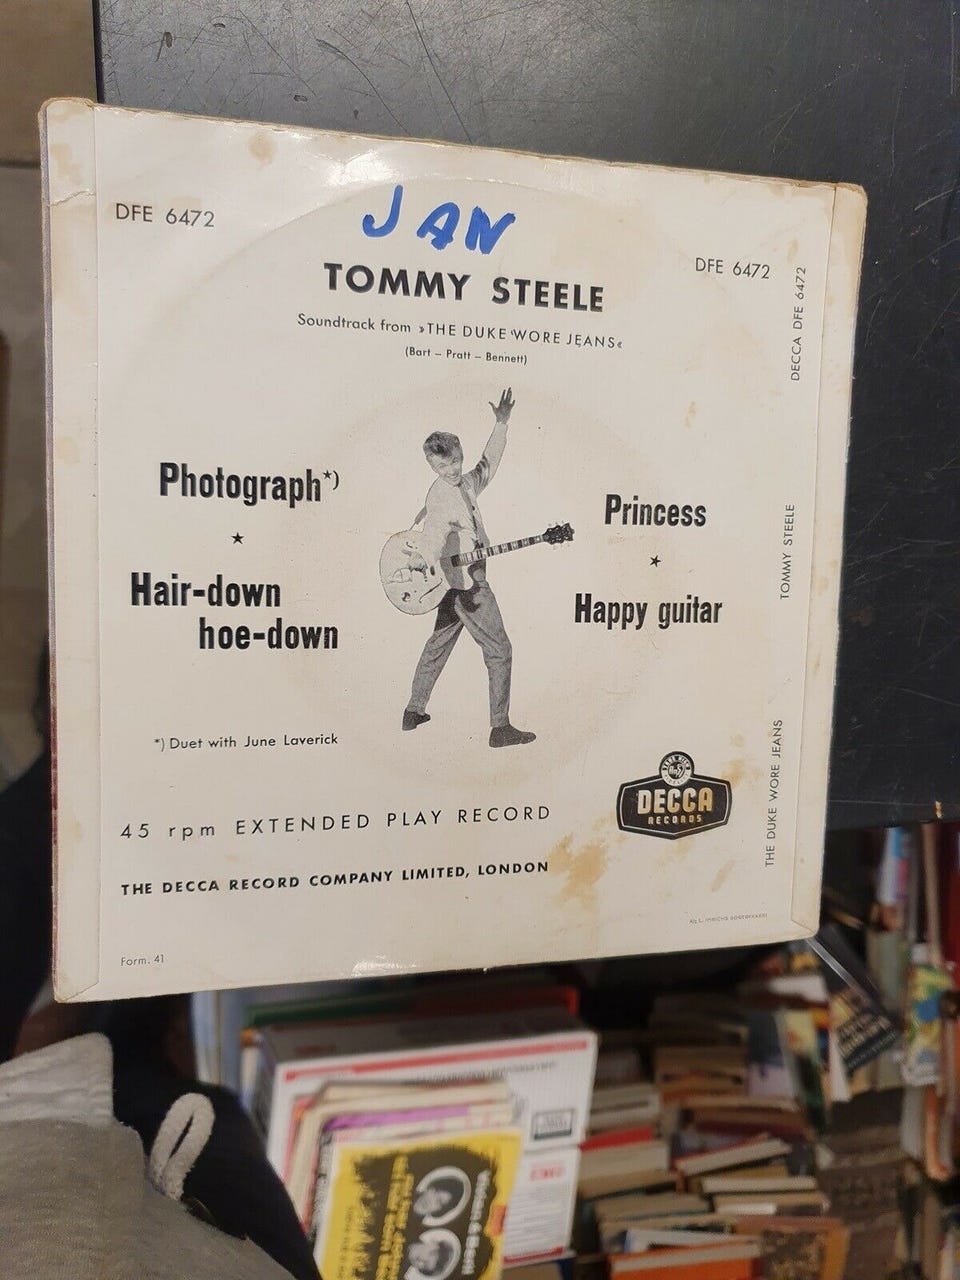 DFE 6472
JAN
DFE 6472
TOMMY STEELE
Soundtrack from »THE DUKE WORE JEANS«
(Bart – Pratt – Bennett)
Photograph*)
★
Hair-down
hoe-down
Princess
★
Happy guitar
*) Duet with June Laverick
DECCA
RECORDS
45 rpm EXTENDED PLAY RECORD
THE DECCA RECORD COMPANY LIMITED, LONDON
Form. 41
DECCA DFE 6472
TOMMY STEELE
THE DUKE WORE JEANS